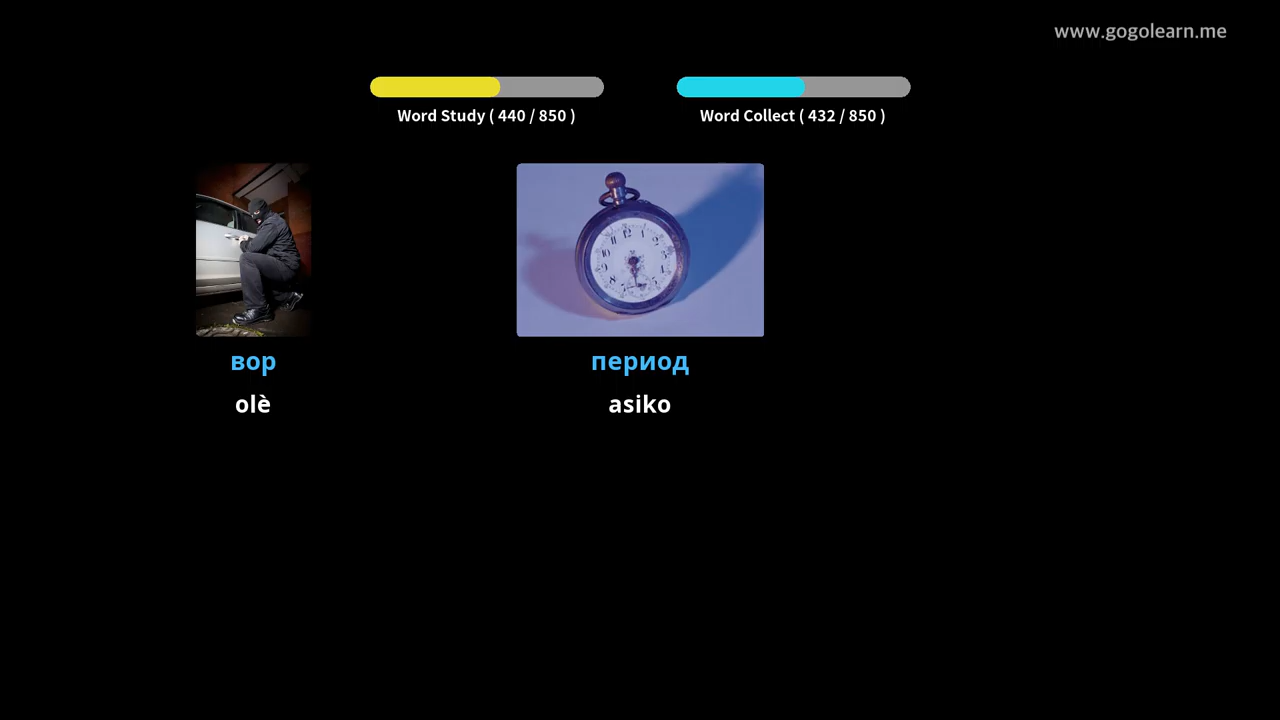 www.gogolearn.me
Word Study ( 440 / 850 )
Word Collect ( 432 / 850 )
вор
период
olè
asiko